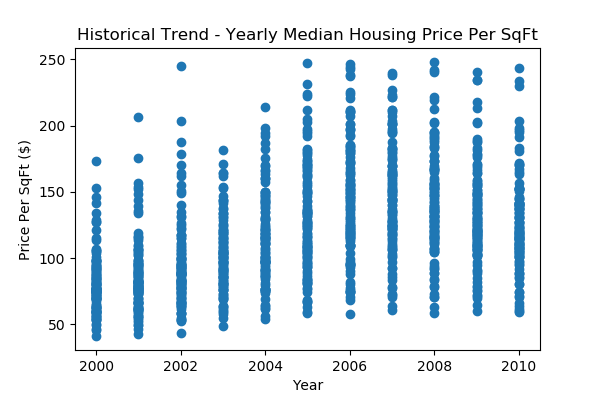 Historical Trend - Yearly Median Housing Price Per SqFt
250
200
150
100
50
Price Per SqFt ($)
2000 2002 2004 2006 2008 2010
Year